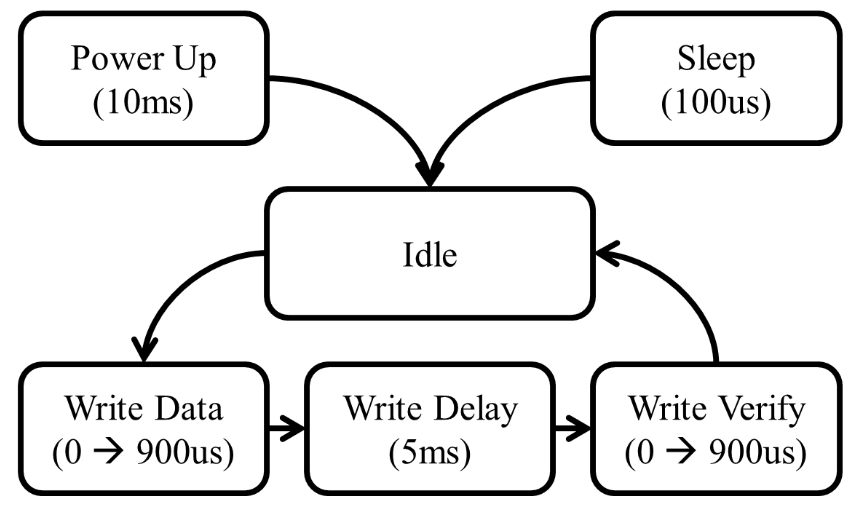 Power Up
(10ms)
Sleep
(100us)
Idle
Write Data
(0 → 900us)
Write Delay
(5ms)
Write Verify
(0 → 900us)